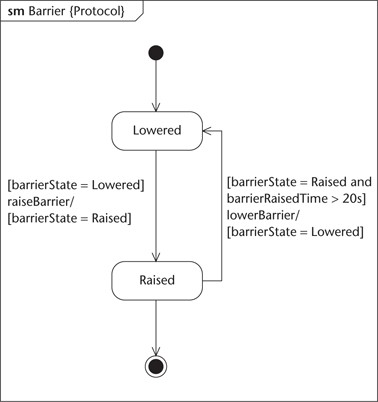 sm Barrier {Protocol}
Lowered
[barrierState = Lowered]
raiseBarrier/
[barrierState = Raised]
[barrierState = Raised and
barrierRaisedTime > 20s]
lowerBarrier/
[barrierState = Lowered]
Raised